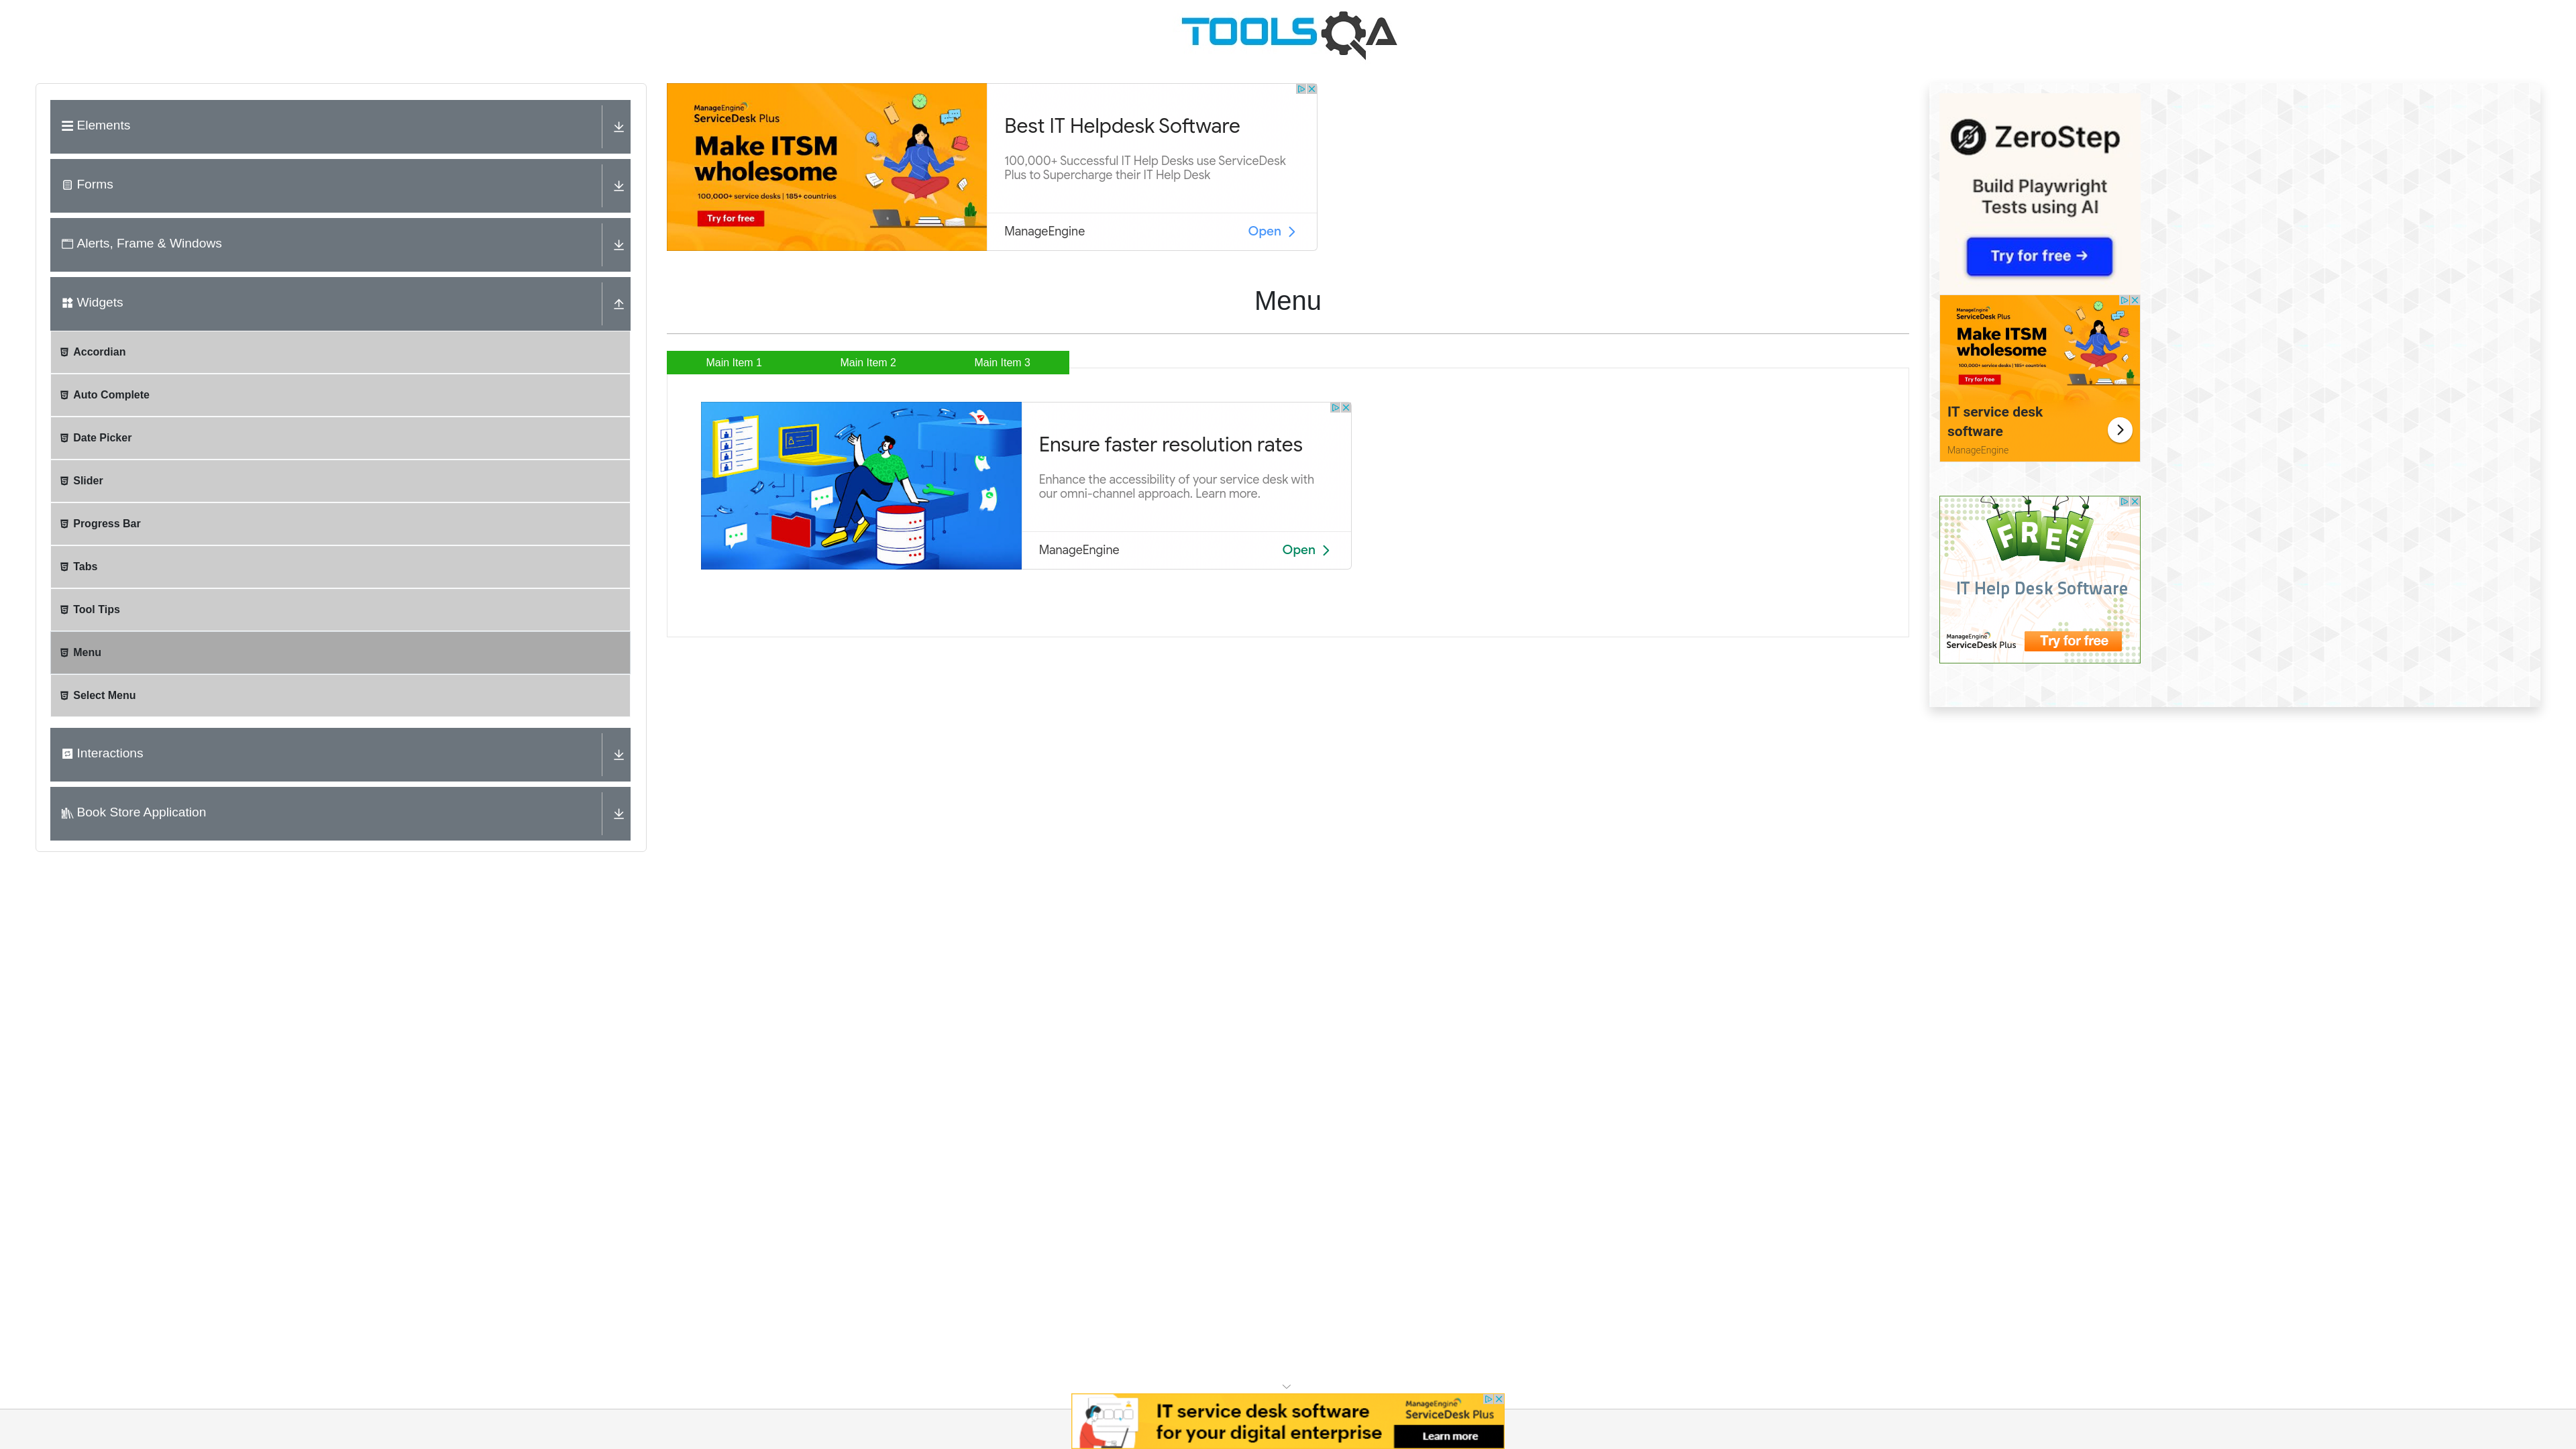 TOOLSQA
Elements
Forms
Alerts, Frame & Windows
Widgets
Accordian
Auto Complete
Date Picker
Slider
Progress Bar
Tabs
Tool Tips
Menu
Select Menu
Interactions
Book Store Application
ManageEngine
ServiceDesk Plus
Make ITSM
wholesome
100,000+ service desks | 185+ countries
Try for free
Best IT Helpdesk Software
100,000+ Successful IT Help Desks use ServiceDesk
Plus to Supercharge their IT Help Desk
ManageEngine
Open
Menu
Main Item 1
Main Item 2
Main Item 3
Ensure faster resolution rates
Enhance the accessibility of your service desk with
our omni-channel approach. Learn more.
ManageEngine
Open
ZeroStep
Build Playwright
Tests using AI
Try for free →
ManageEngine
ServiceDesk Plus
Make ITSM
wholesome
100,000+ service desks | 185+ countries
Try for free
IT service desk
software
ManageEngine
FREE
IT Help Desk Software
ManageEngine
ServiceDesk Plus
Try for free
IT service desk software
for your digital enterprise
ManageEngine
ServiceDesk Plus
Learn more